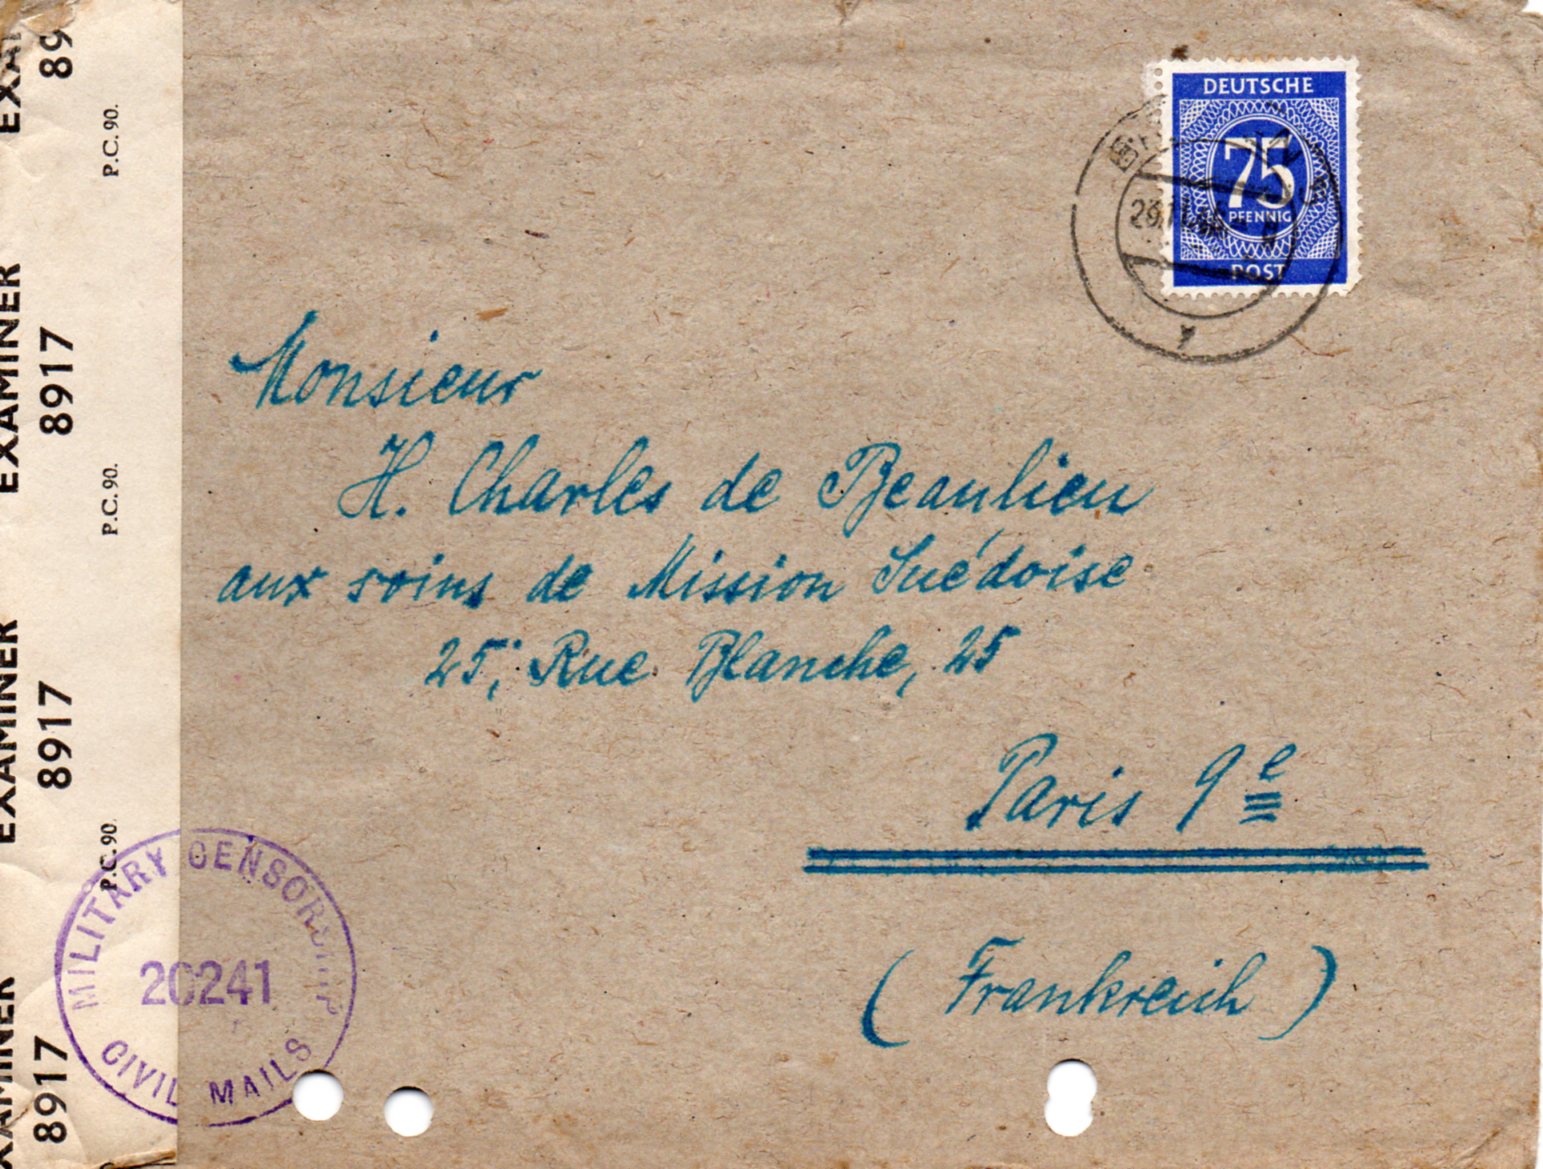 DEUTSCHE
75
PFENNIG
POST
Monsieur
H. Charles de Beaulieu
aux soins de Mission Suédoise
25, Rue Blanche, 25
Paris 9e
(Frankreich)
EXAMINER
8917
P.C. 90.
EXAMINER
8917
P.C. 90.
EXAMINER
8917
P.C. 90.
8917
MILITARY CENSORSHIP
20241
CIVIL MAILS